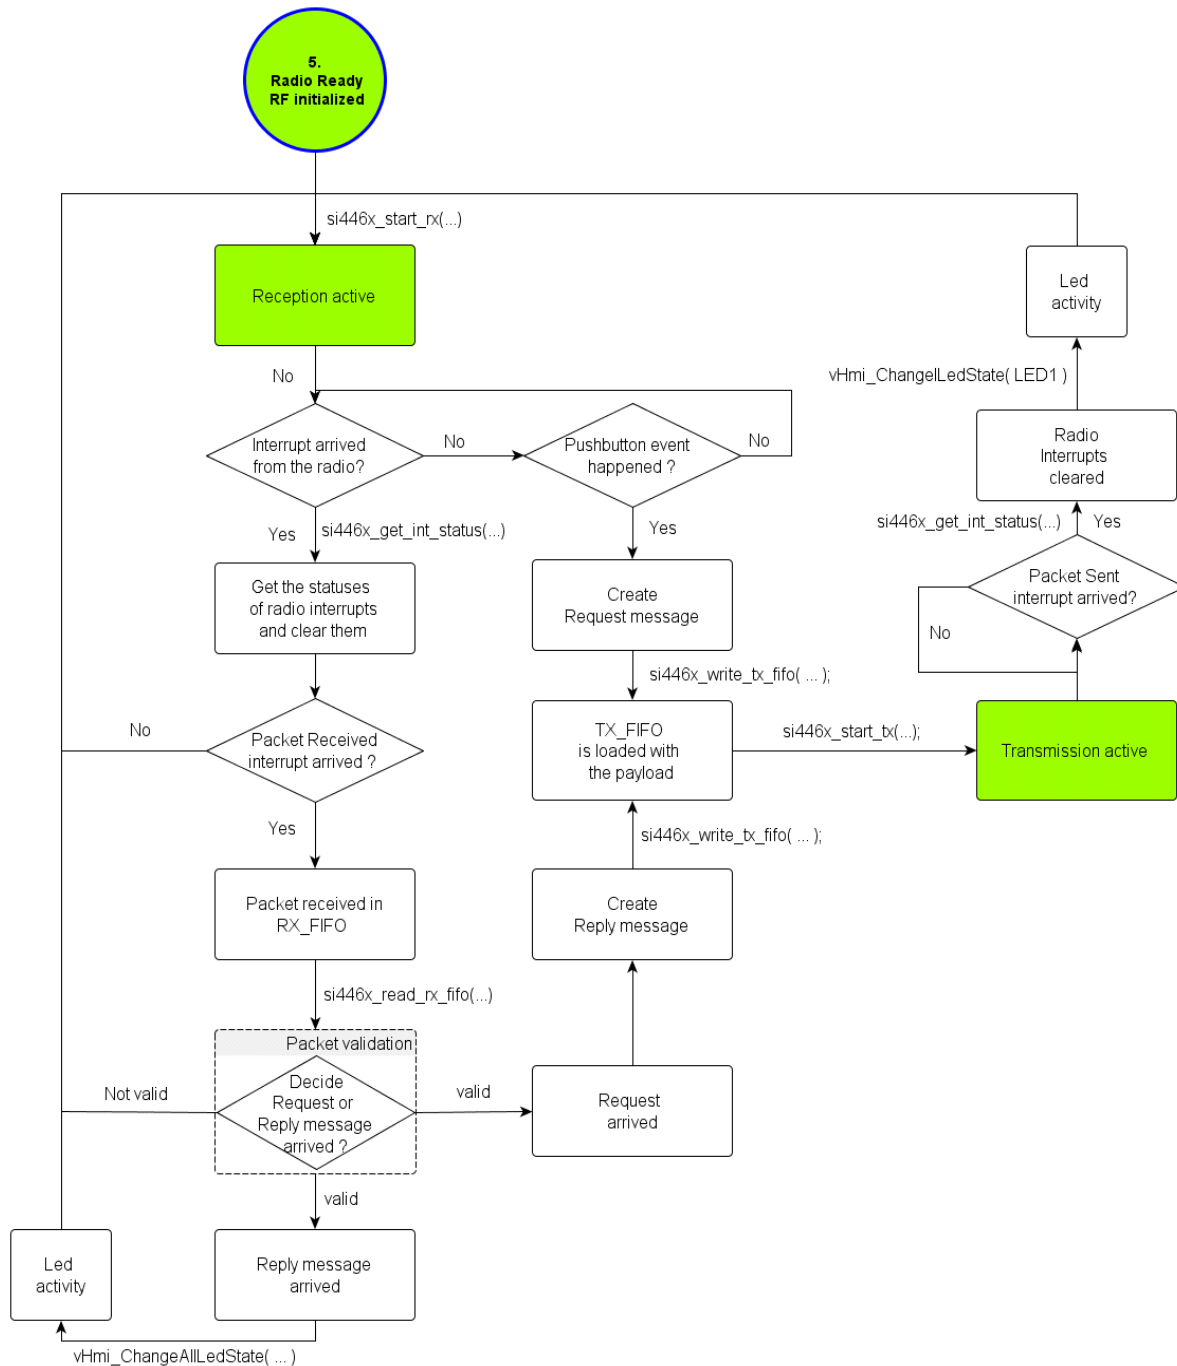 5.
Radio Ready
RF initialized
si446x_start_rx(...)
Reception active
Led
activity
No
vHmi_ChangelLedState( LED1 )
Interrupt arrived
from the radio?
No
Pushbutton event
happened ?
No
Radio
Interrupts
cleared
Yes
si446x_get_int_status(...)
Yes
si446x_get_int_status(...)
Yes
Get the statuses
of radio interrupts
and clear them
Create
Request message
Packet Sent
interrupt arrived?
No
si446x_write_tx_fifo( ... );
No
Packet Received
interrupt arrived ?
TX_FIFO
is loaded with
the payload
si446x_start_tx(...);
Transmission active
Yes
si446x_write_tx_fifo( ... );
Packet received in
RX_FIFO
Create
Reply message
si446x_read_rx_fifo(...)
Packet validation
Not valid
Decide
Request or
Reply message
arrived ?
valid
Request
arrived
valid
Led
activity
Reply message
arrived
vHmi_ChangeAllLedState( ... )